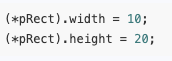 (*pRect).width = 10;
(*pRect).height = 20;